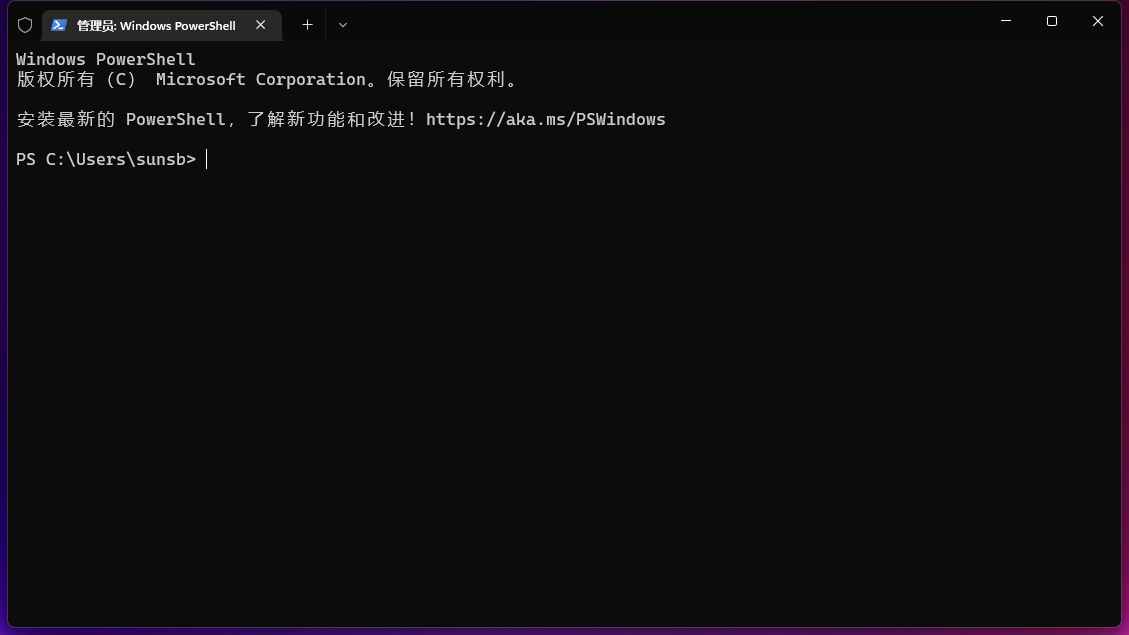 管理员: Windows PowerShell
Windows PowerShell
版权所有（C） Microsoft Corporation。保留所有权利。
安装最新的 PowerShell，了解新功能和改进！https://aka.ms/PSWindows
PS C:\Users\sunsb>